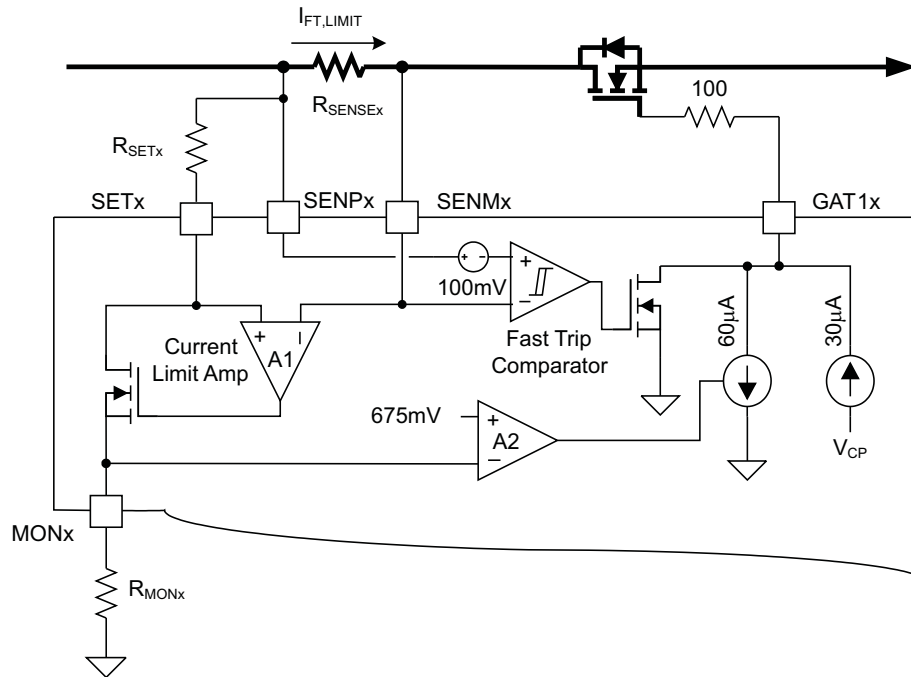 I_FT,LIMIT
R_SENSEx
100
R_SETx
SETx
SENPx
SENMx
GAT1x
+
-
+
100mV
−
Fast Trip
Comparator
60µA
30µA
Current
Limit Amp
+
−
A1
675mV
+
A2
−
V_CP
MONx
R_MONx